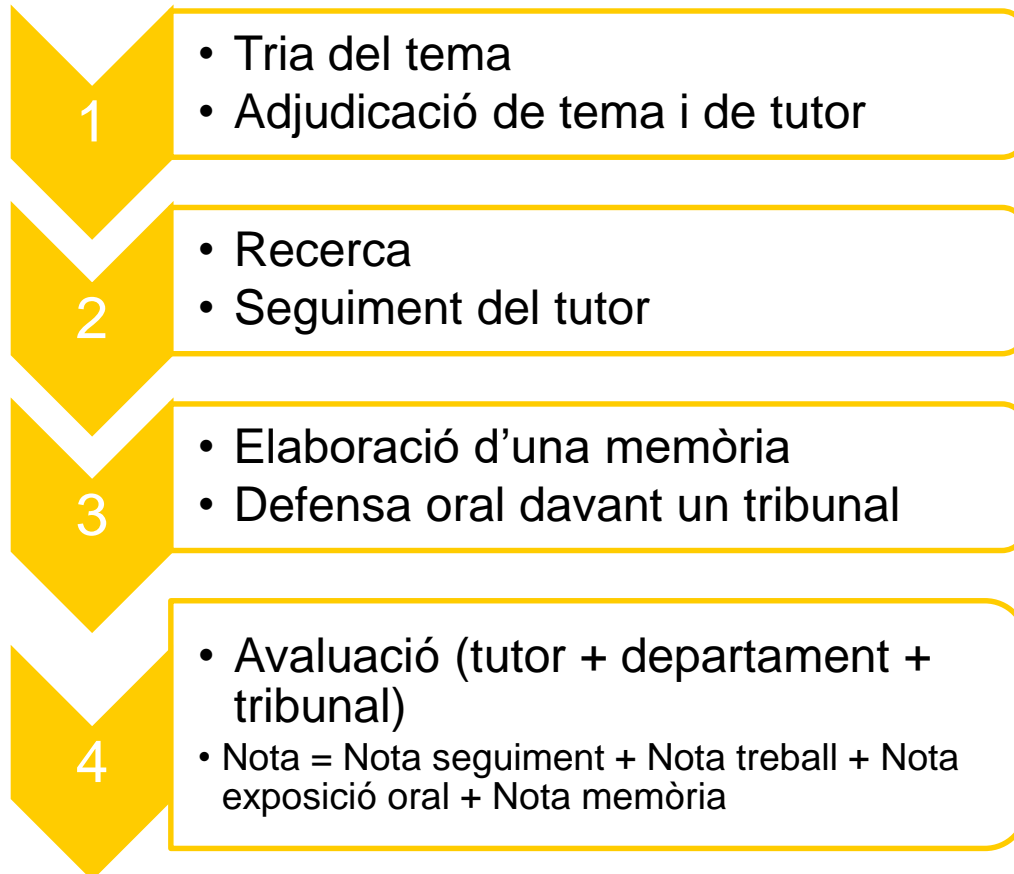 1
• Tria del tema
• Adjudicació de tema i de tutor
2
• Recerca
• Seguiment del tutor
3
• Elaboració d’una memòria
• Defensa oral davant un tribunal
4
• Avaluació (tutor + departament +
tribunal)
• Nota = Nota seguiment + Nota treball + Nota
exposició oral + Nota memòria